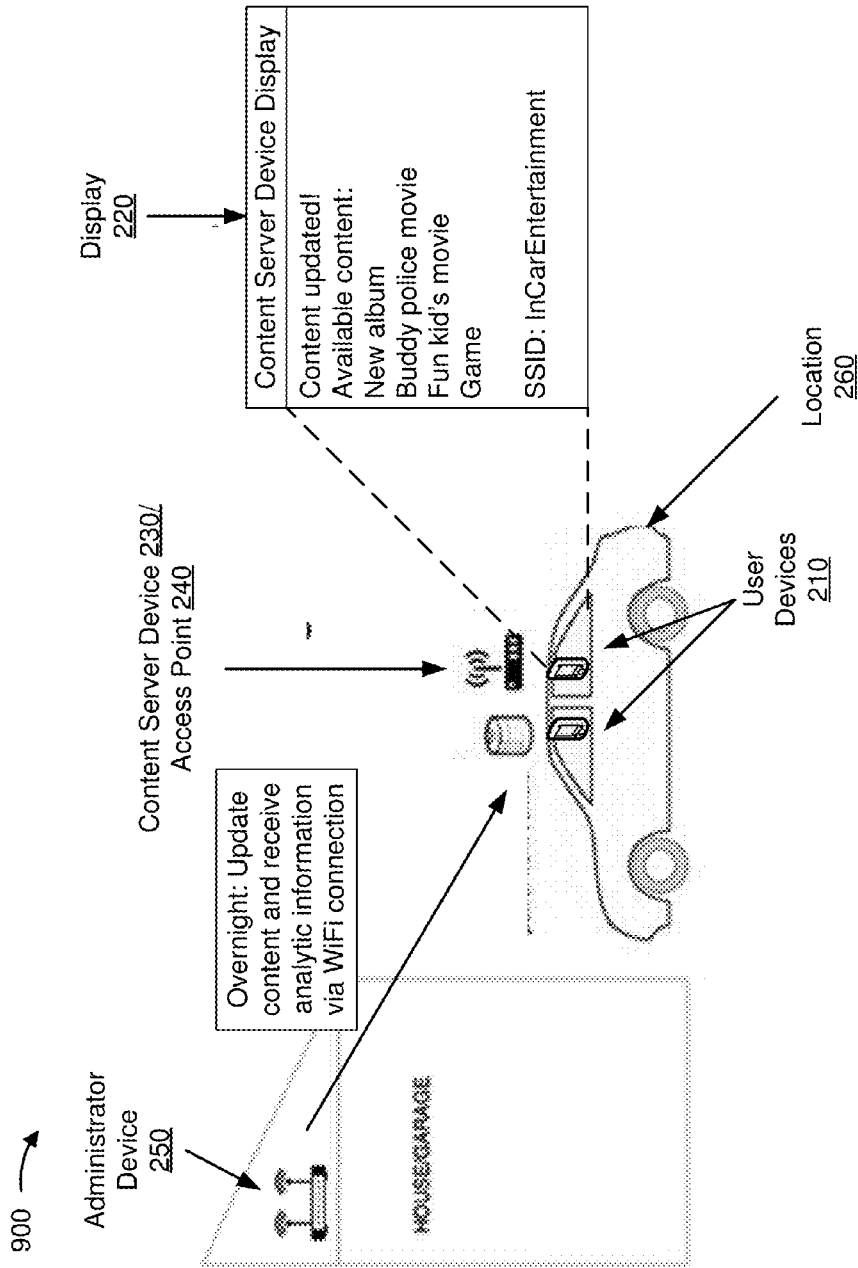 900
Administrator
Device
250
HOUSE/GARAGE
Overnight: Update
content and receive
analytic information
via WiFi connection
Content Server Device 230/
Access Point 240
Display
220
Content Server Device Display
Content updated!
Available content:
New album
Buddy police movie
Fun kid's movie
Game
SSID: InCarEntertainment
User
Devices
210
Location
260